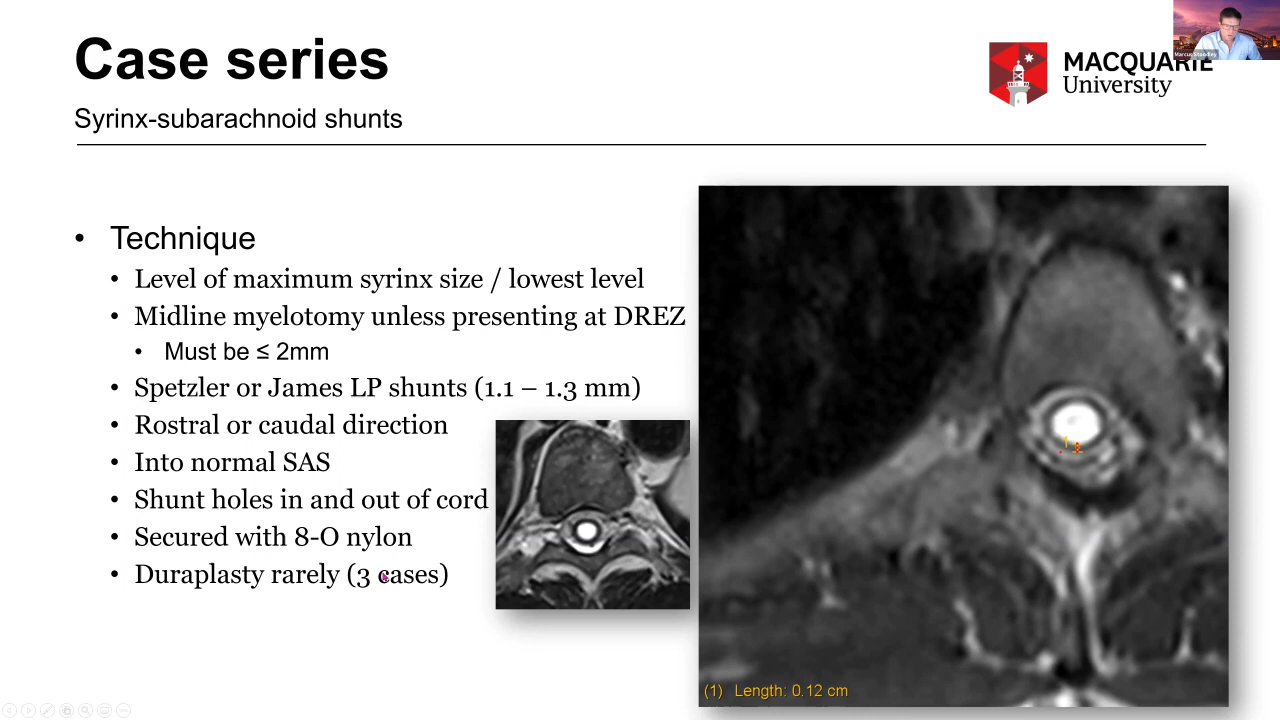 Case series
Syrinx-subarachnoid shunts
MACQUARIE
University
Marcus Stoodley
• Technique
• Level of maximum syrinx size / lowest level
• Midline myelotomy unless presenting at DREZ
• Must be ≤ 2mm
• Spetzler or James LP shunts (1.1 – 1.3 mm)
• Rostral or caudal direction
• Into normal SAS
• Shunt holes in and out of cord
• Secured with 8-O nylon
• Duraplasty rarely (3 cases)
(1) Length: 0.12 cm